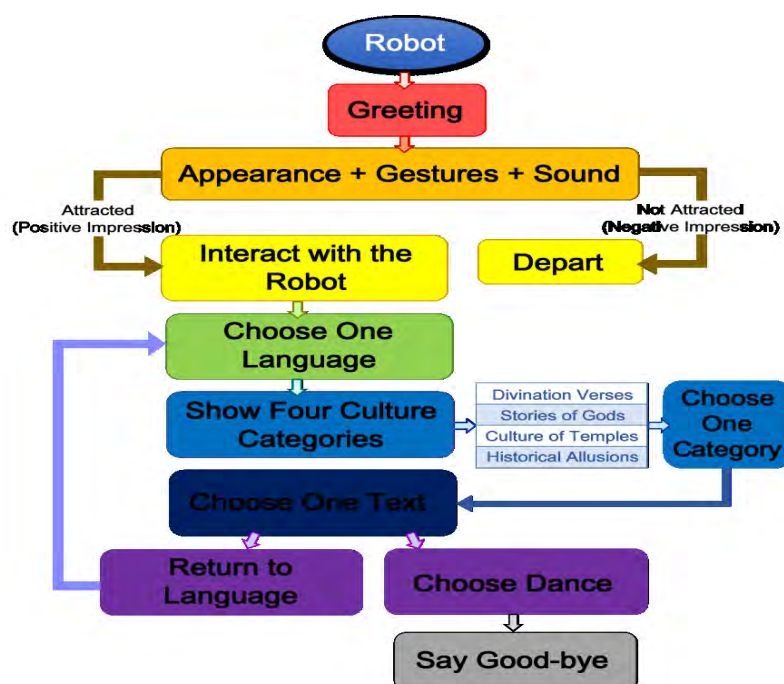 Robot
Greeting
Appearance + Gestures + Sound
Attracted
(Positive Impression)
Not Attracted
(Negative Impression)
Interact with the
Robot
Depart
Choose One
Language
Show Four Culture
Categories
Divination Verses
Stories of Gods
Culture of Temples
Historical Allusions
Choose
One
Category
Choose One Text
Return to
Language
Choose Dance
Say Good-bye